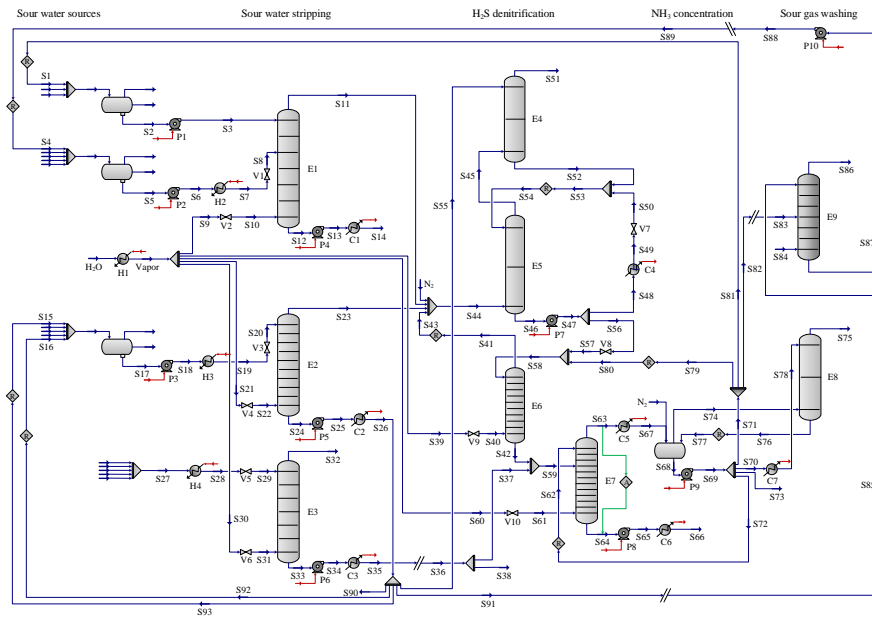 Sour water sources Sour water stripping H₂S denitrification NH₃ concentration Sour gas washing
S89 S88 P10
R
S1
R
S2 P1 S3
S11
S51
E4
S4
S5 P2 S6 H2 S7 V1 S8
E1
S55
S45
S52
S54 R S53
S50
V7
S49
C4
S48
S86
E9
S83
S84
S87
S82
S81
S9 V2 S10
S12 P4 S13 C1 S14
H₂O H1 Vapor
N₂
S44
E5
S46 P7 S47
S56
S15
S16
S17 P3 S18 H3 S19 V3 S20
S23
E2
S43
R
S41
S58 S57 V8
S80 R S79
S75
S78
E8
S21
V4 S22
S24 P5 S25 C2 S26
E6
S39 V9 S40
S42
N₂
S74
S71
S77 R S76
S63 C5 S67
S68 P9 S69 S70 C7
S73
S72
R
R
S27 H4 S28 V5 S29
S32
E3
S30
V6 S31
S33 P6 S34 C3 S35 S36
S37
S38
S59
S62
E7
A
S60 V10 S61
S64 P8 S65 C6 S66
R
S85
S90
S92
S93
S91